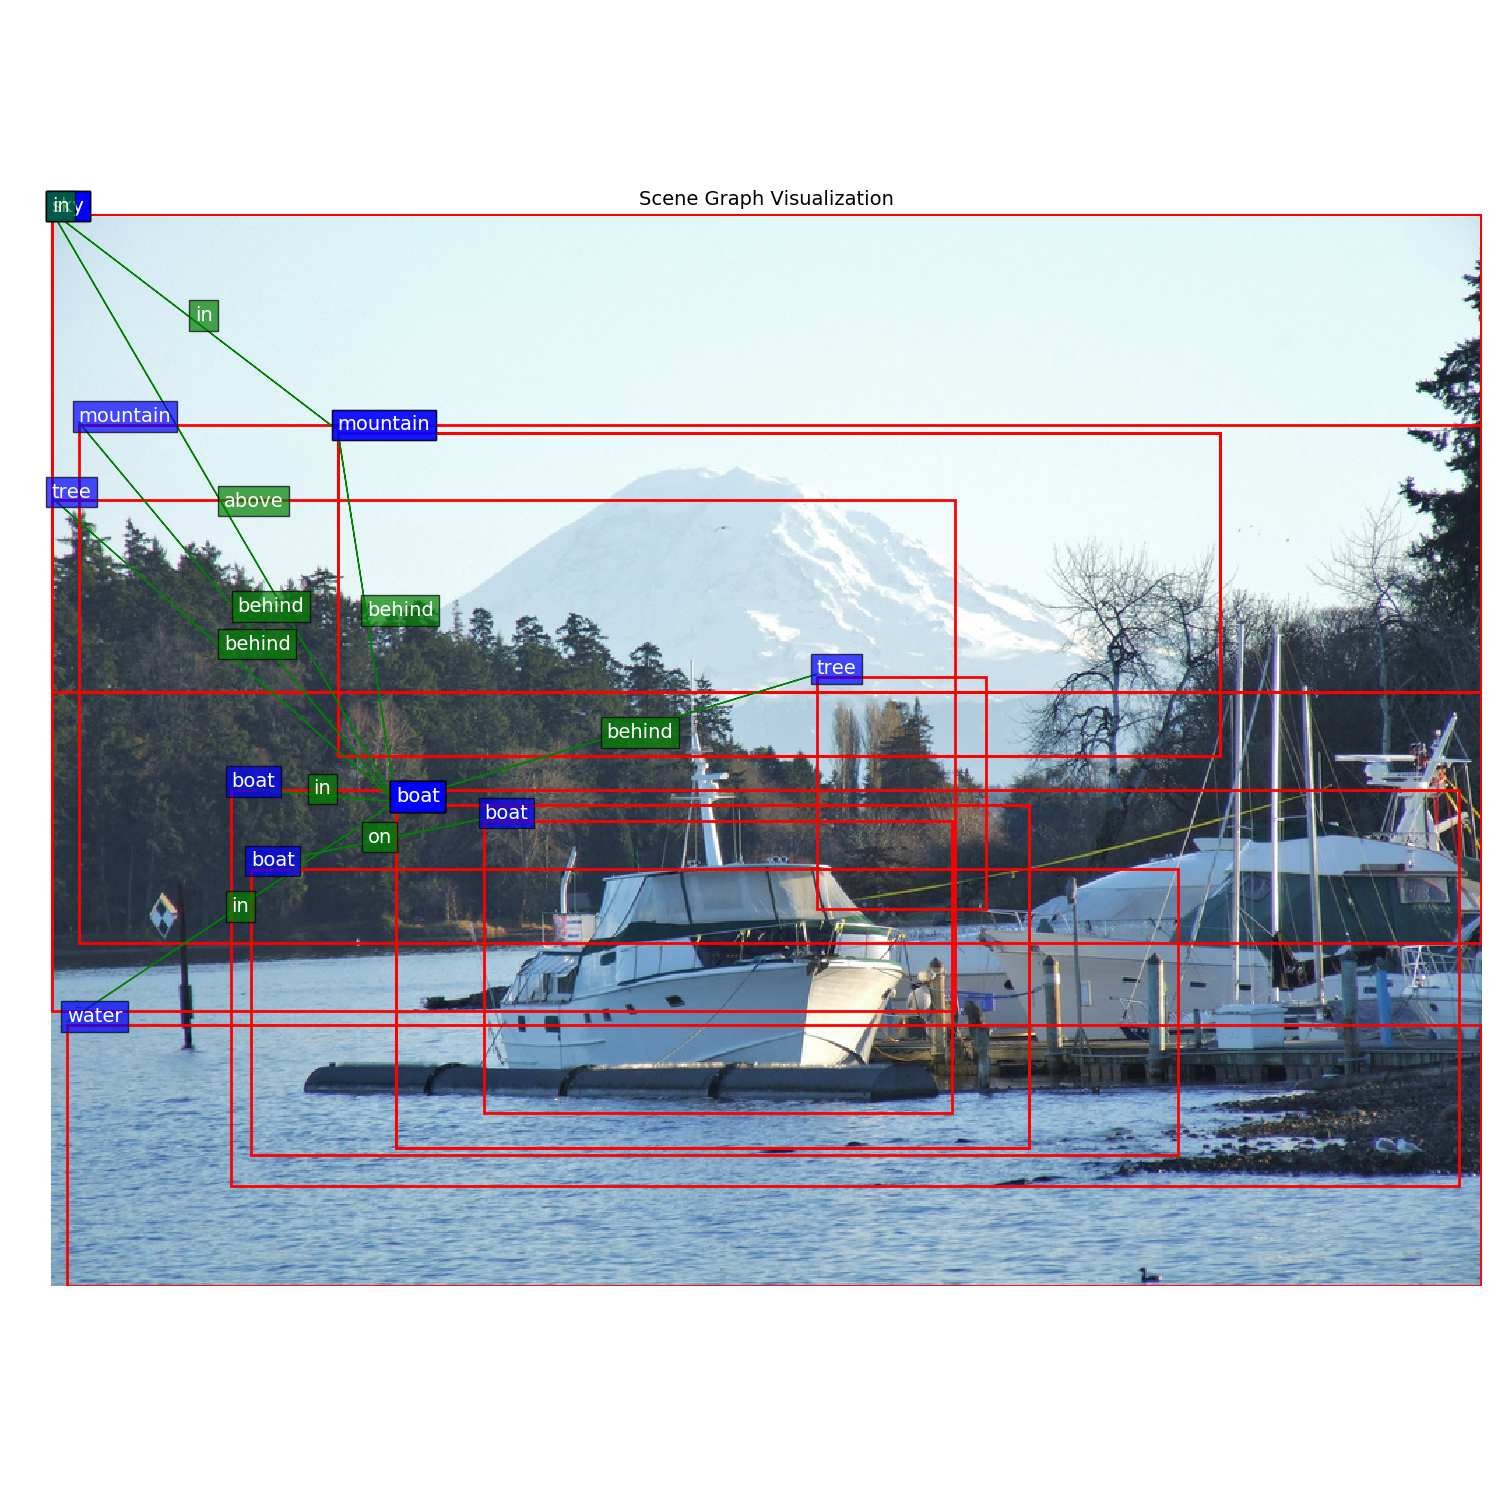 Scene Graph Visualization
in
in
mountain
mountain
tree
above
behind
behind
behind
tree
behind
boat
in
boat
boat
on
boat
in
water